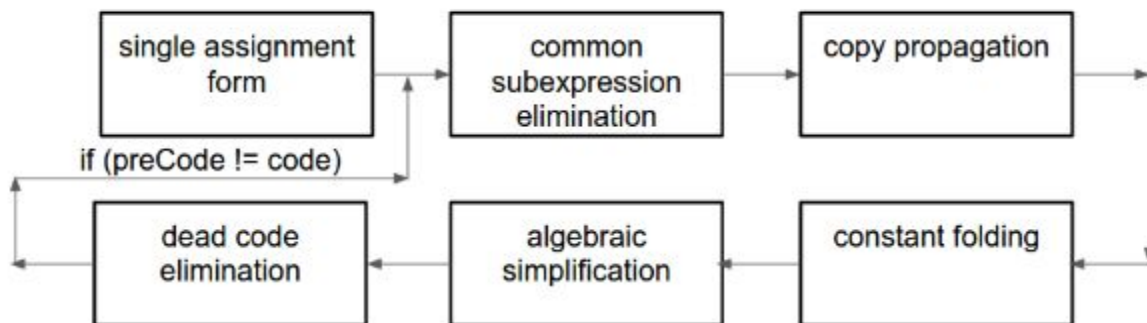 single assignment
form
common
subexpression
elimination
copy propagation
if (preCode != code)
dead code
elimination
algebraic
simplification
constant folding